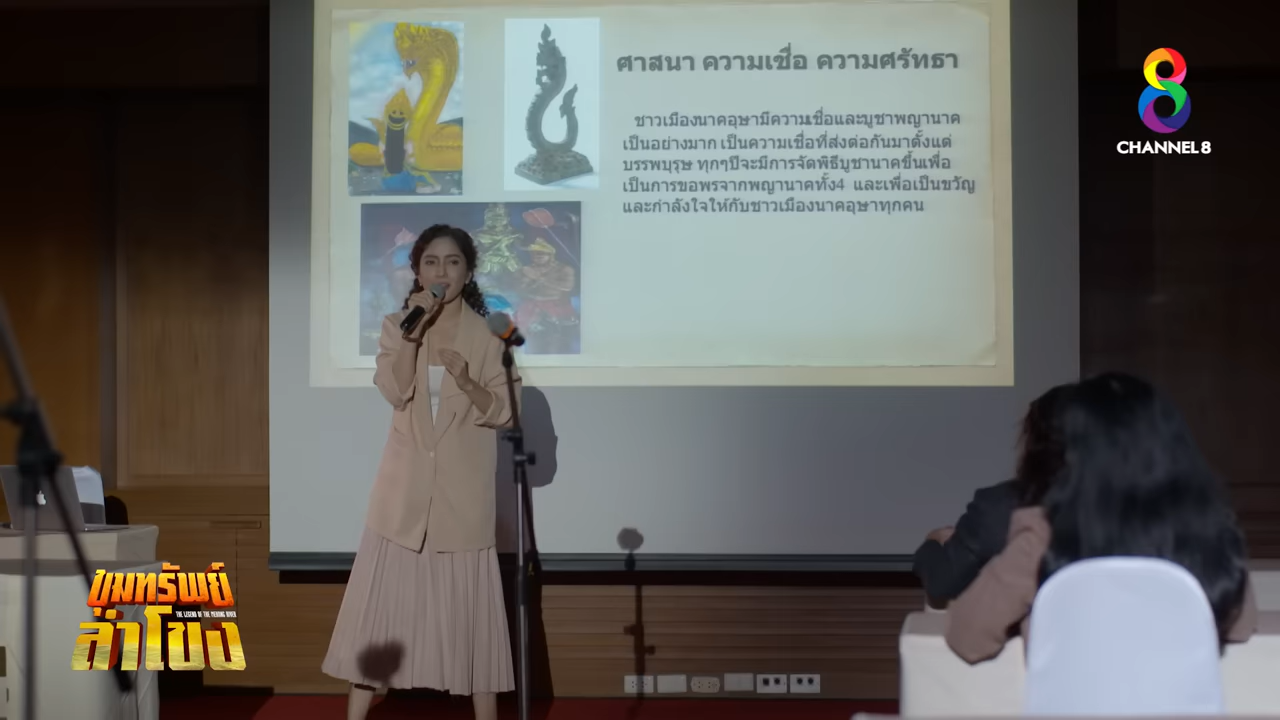 ศาสนา ความเชื่อ ความศรัทธา
ชาวเมืองนาคอุษามีความเชื่อและบูชาพญานาค
เป็นอย่างมาก เป็นความเชื่อที่ส่งต่อกันมาตั้งแต่
บรรพบุรุษ ทุกๆปีจะมีการจัดพิธีบูชานาคขึ้นเพื่อ
เป็นการขอพรจากพญานาคทั้ง4 และเพื่อเป็นขวัญ
และกำลังใจให้กับชาวเมืองนาคอุษาทุกคน
8
CHANNEL 8
ขุมทรัพย์
THE LEGEND OF THE MEKONG RIVER
ลำโขง